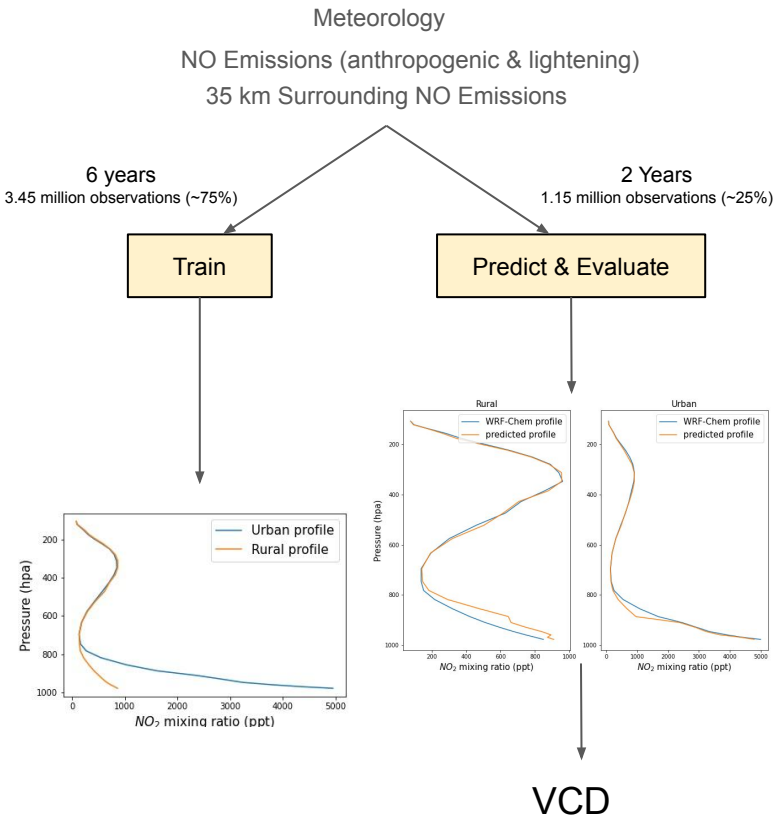 Meteorology
NO Emissions (anthropogenic & lightening)
35 km Surrounding NO Emissions
6 years
3.45 million observations (~75%)
2 Years
1.15 million observations (~25%)
Train
Predict & Evaluate
Urban profile
Rural profile
Pressure (hpa)
200
400
600
800
1000
0
1000
2000
3000
4000
5000
NO₂ mixing ratio (ppt)
Rural
WRF-Chem profile
predicted profile
Pressure (hpa)
200
400
600
800
1000
200
400
600
800
1000
NO₂ mixing ratio (ppt)
Urban
WRF-Chem profile
predicted profile
200
400
600
800
1000
0
1000
2000
3000
4000
5000
NO₂ mixing ratio (ppt)
VCD